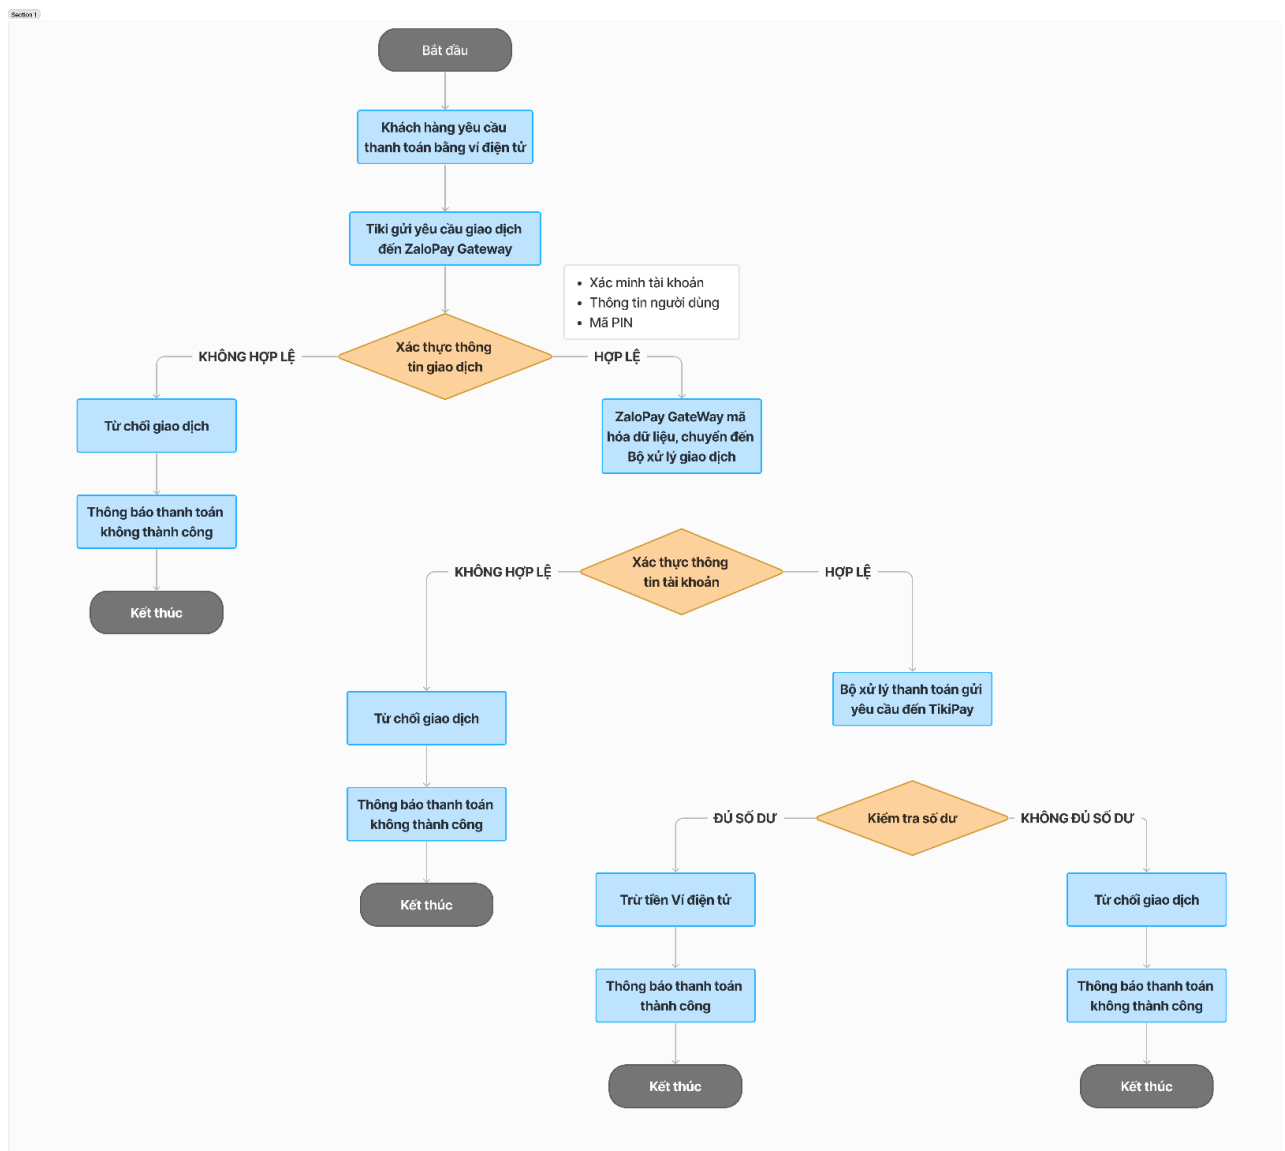 Section 1
Bắt đầu
Khách hàng yêu cầu
thanh toán bằng ví điện tử
Tiki gửi yêu cầu giao dịch
đến ZaloPay Gateway
• Xác minh tài khoản
• Thông tin người dùng
• Mã PIN
Xác thực thông
tin giao dịch
KHÔNG HỢP LỆ
HỢP LỆ
Từ chối giao dịch
ZaloPay GateWay mã
hóa dữ liệu, chuyển đến
Bộ xử lý giao dịch
Thông báo thanh toán
không thành công
Kết thúc
Xác thực thông
tin tài khoản
KHÔNG HỢP LỆ
HỢP LỆ
Từ chối giao dịch
Bộ xử lý thanh toán gửi
yêu cầu đến TikiPay
Thông báo thanh toán
không thành công
Kết thúc
Kiểm tra số dư
ĐỦ SỐ DƯ
KHÔNG ĐỦ SỐ DƯ
Trừ tiền Ví điện tử
Từ chối giao dịch
Thông báo thanh toán
thành công
Thông báo thanh toán
không thành công
Kết thúc
Kết thúc